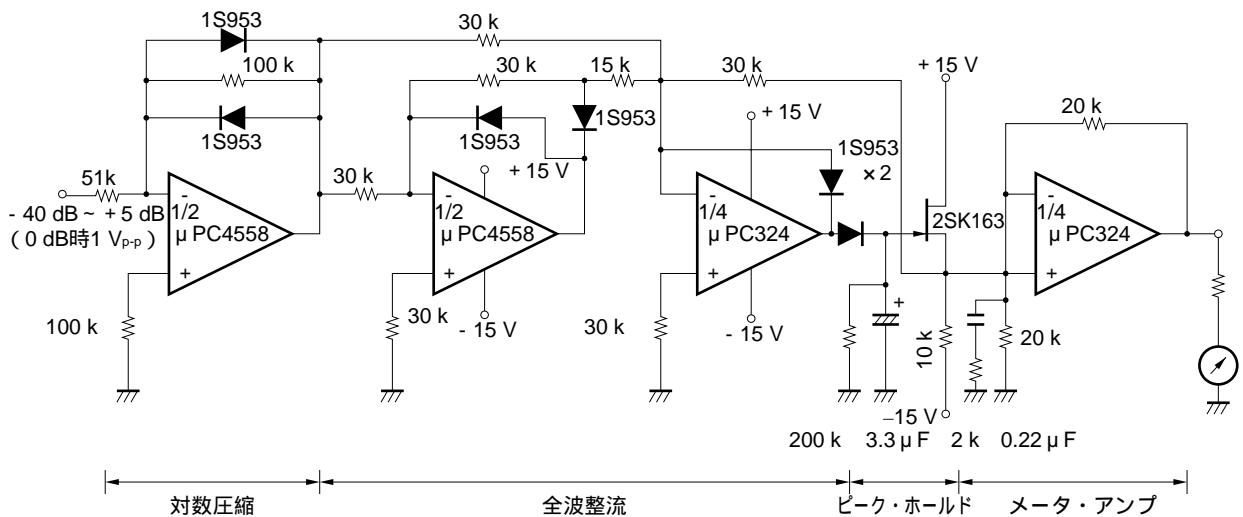 1S953
100 k
1S953
51k
- 40 dB ~ + 5 dB
( 0 dB時1 Vp-p )
-
1/2
μ PC4558
+
100 k
30 k
30 k
15 k
1S953
1S953
+ 15 V
30 k
-
1/2
μ PC4558
+
30 k
- 15 V
30 k
+ 15 V
1S953
× 2
-
1/4
μ PC324
+
30 k
- 15 V
+ 15 V
2SK163
+
10 k
−15 V
200 k
3.3 μ F
2 k
0.22 μ F
20 k
20 k
-
1/4
μ PC324
+
対数圧縮
全波整流
ピーク・ホールド
メータ・アンプ